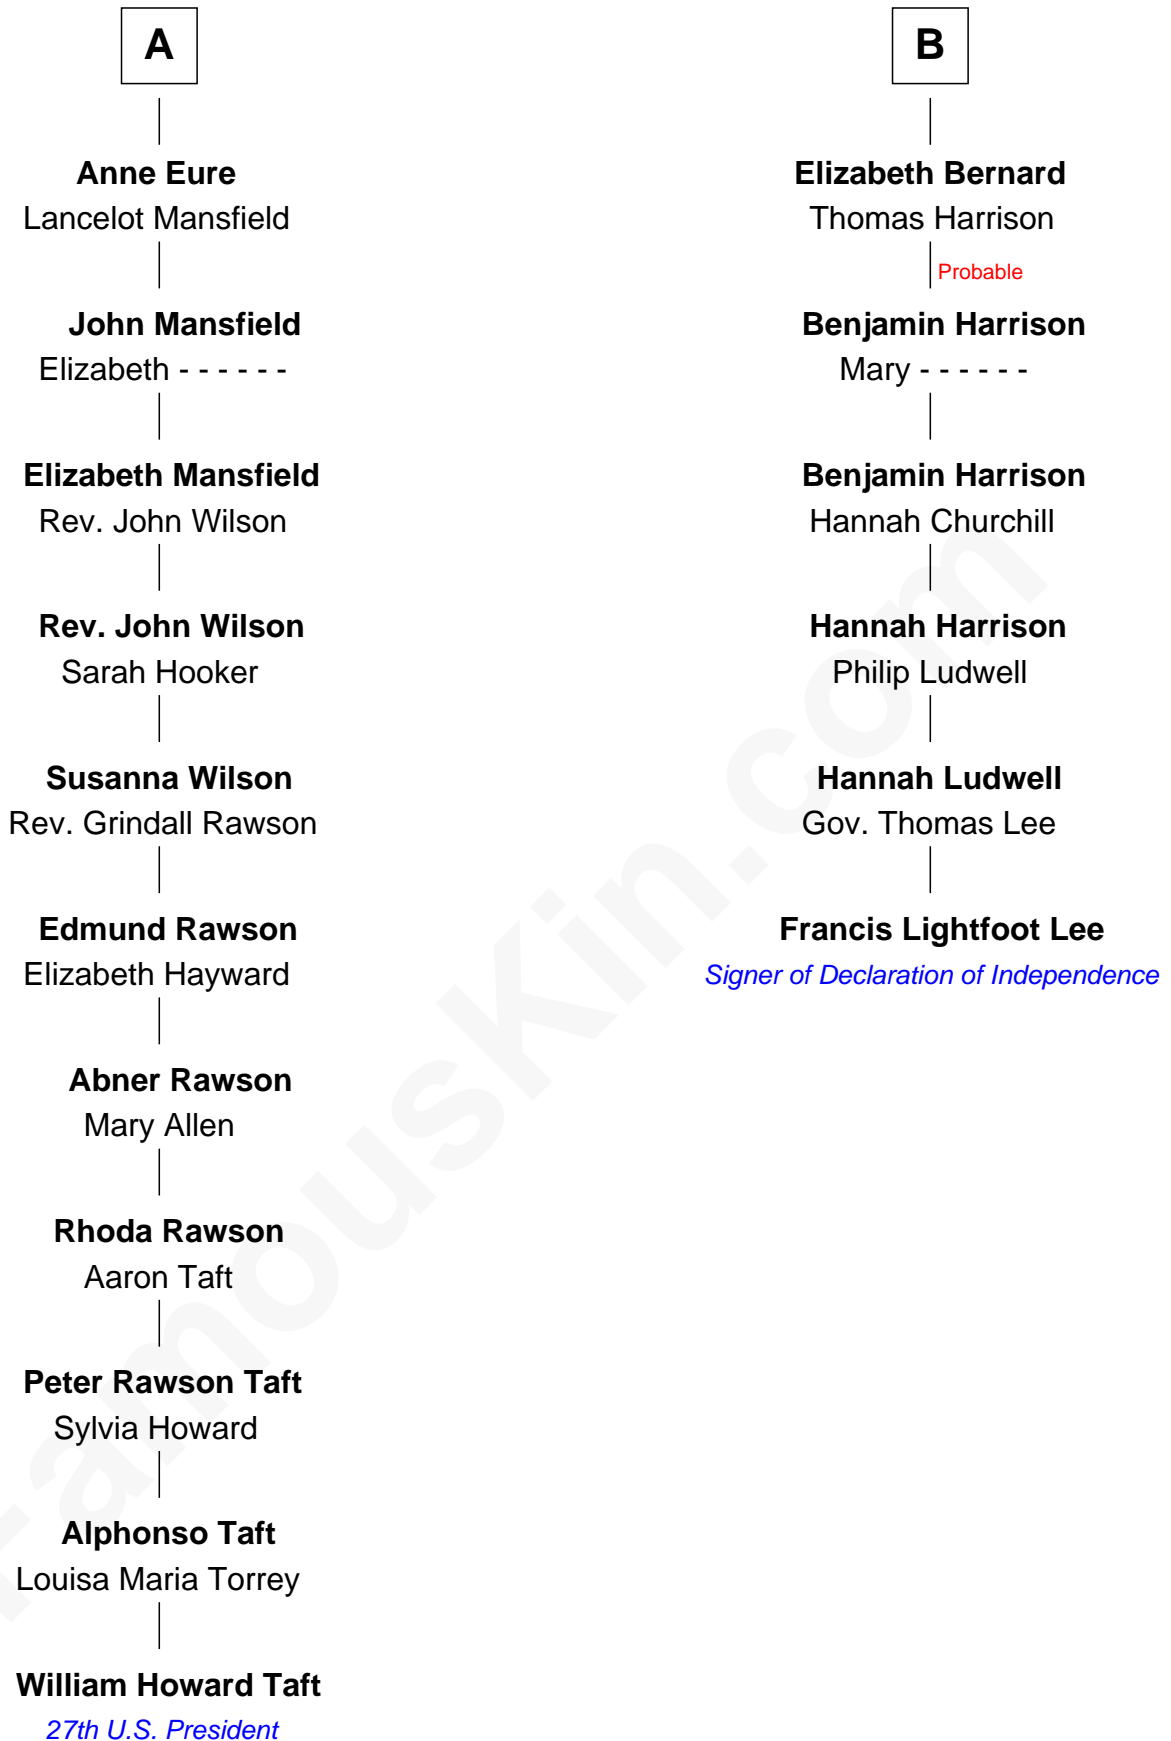 A
Anne Eure
Lancelot Mansfield
John Mansfield
Elizabeth - - - - - -
Elizabeth Mansfield
Rev. John Wilson
Rev. John Wilson
Sarah Hooker
Susanna Wilson
Rev. Grindall Rawson
Edmund Rawson
Elizabeth Hayward
Abner Rawson
Mary Allen
Rhoda Rawson
Aaron Taft
Peter Rawson Taft
Sylvia Howard
Alphonso Taft
Louisa Maria Torrey
William Howard Taft
27th U.S. President
B
Elizabeth Bernard
Thomas Harrison
Probable
Benjamin Harrison
Mary - - - - - -
Benjamin Harrison
Hannah Churchill
Hannah Harrison
Philip Ludwell
Hannah Ludwell
Gov. Thomas Lee
Francis Lightfoot Lee
Signer of Declaration of Independence
FamousKin.com